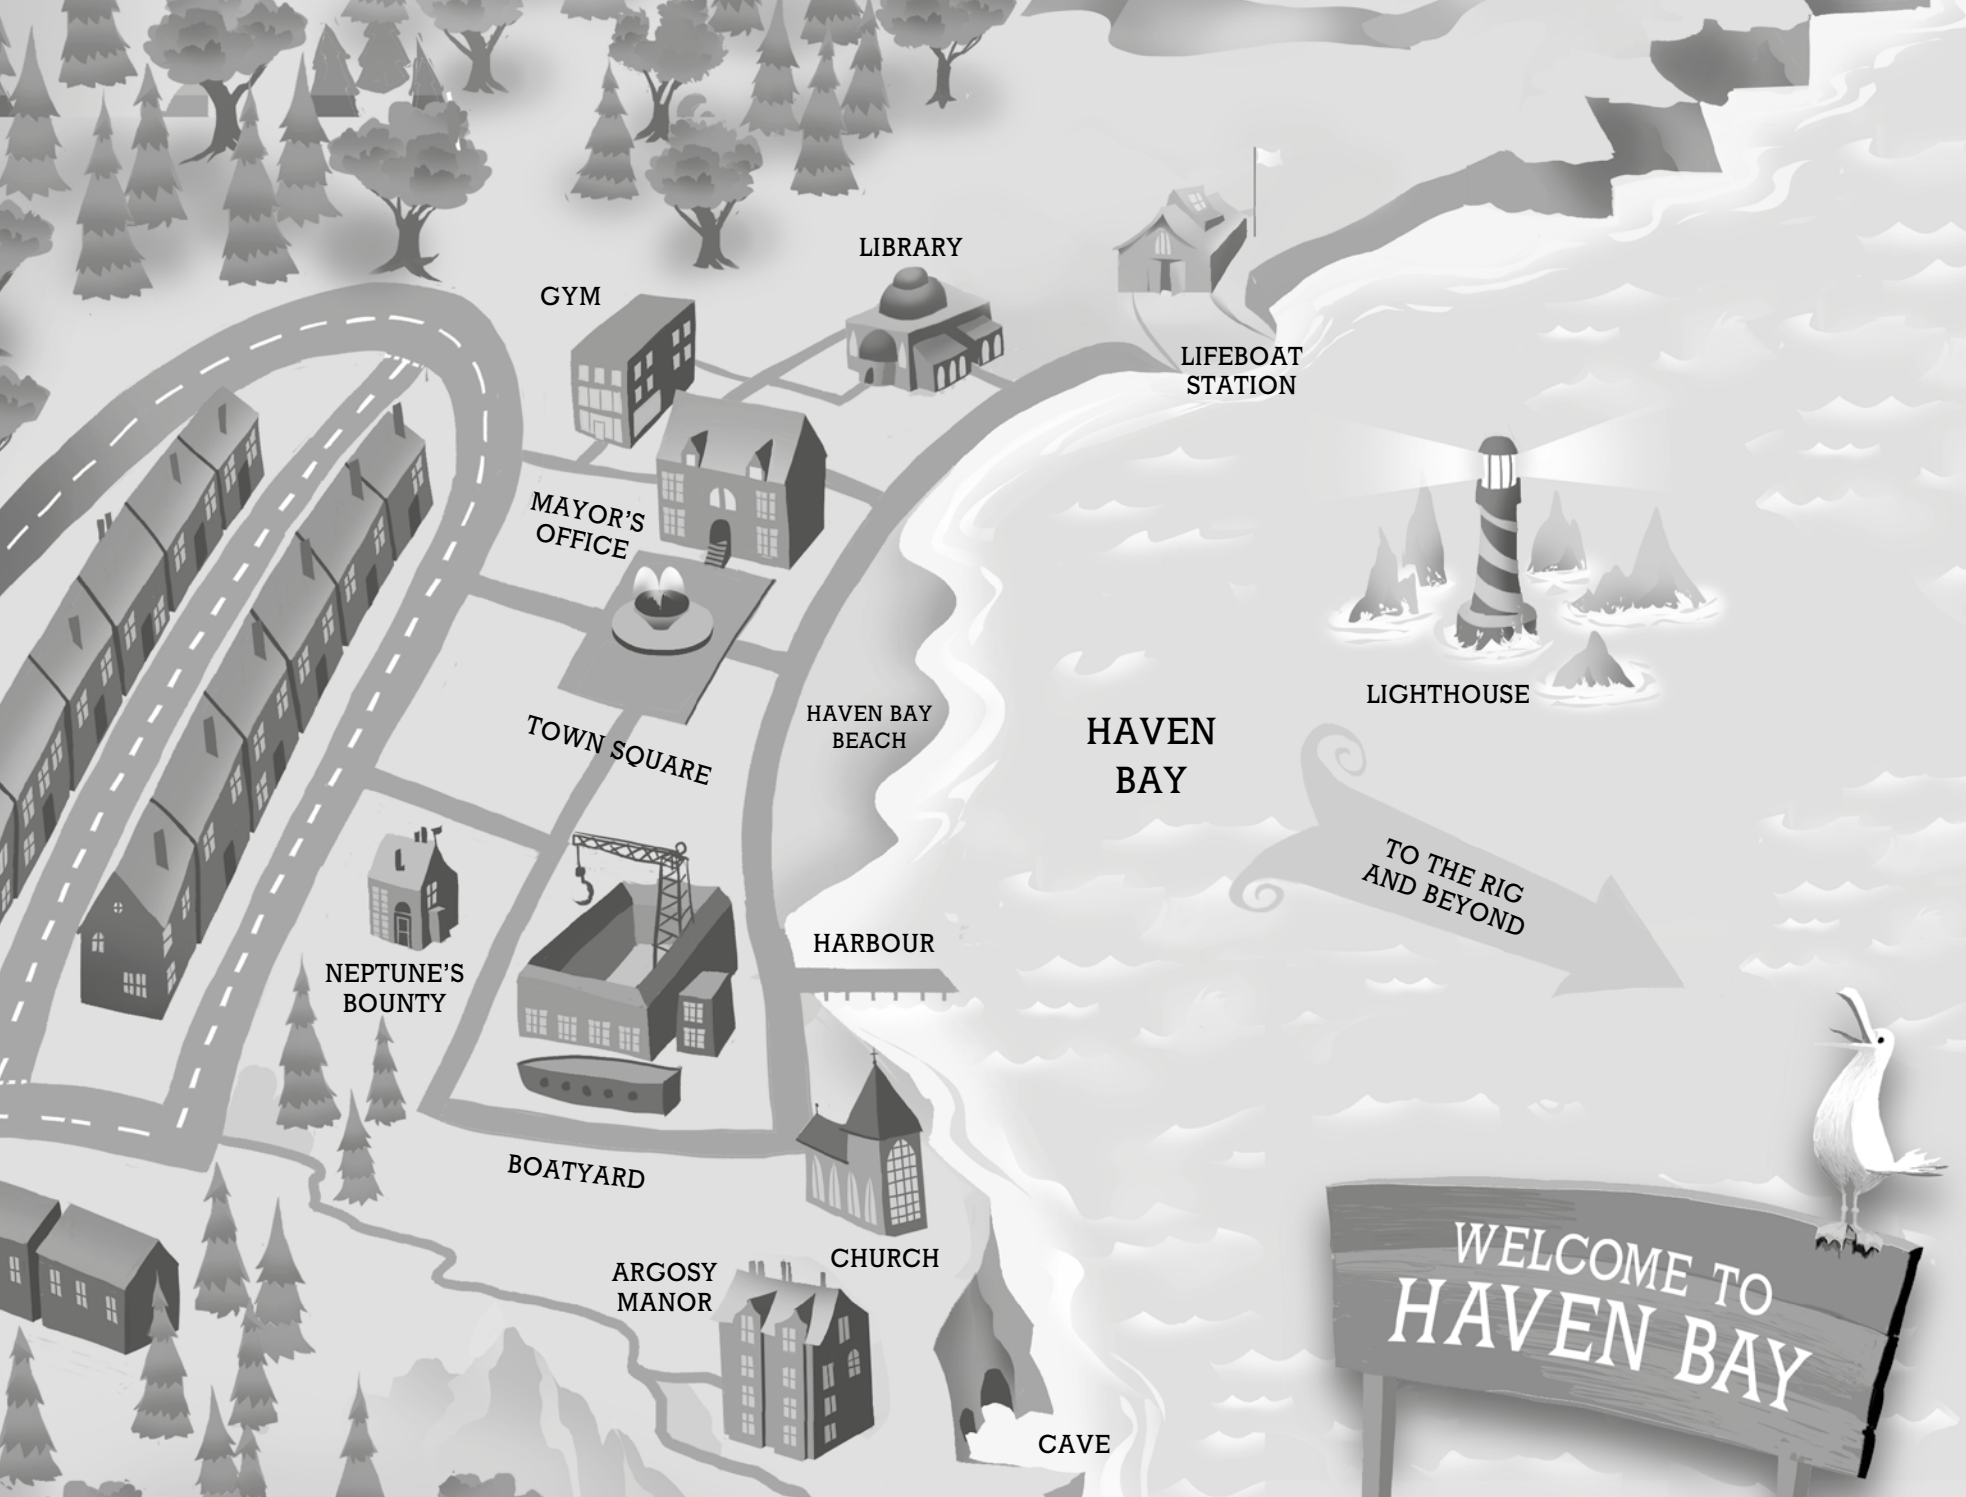 LIBRARY
GYM
LIFEBOAT
STATION
MAYOR'S
OFFICE
LIGHTHOUSE
TOWN SQUARE
HAVEN BAY
BEACH
HAVEN
BAY
TO THE RIG
AND BEYOND
HARBOUR
NEPTUNE'S
BOUNTY
BOATYARD
CHURCH
ARGOSY
MANOR
CAVE
WELCOME TO
HAVEN BAY